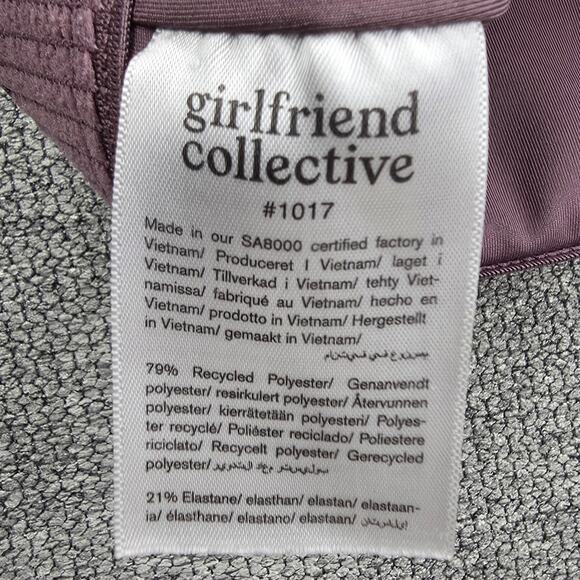 girlfriend
collective
#1017
Made in our SA8000 certified factory in
Vietnam/ Produceret I Vietnam/ laget i
Vietnam/ Tillverkad i Vietnam/ tehty Viet-
namissa/ fabriqué au Vietnam/ hecho en
Vietnam/ prodotto in Vietnam/ Hergestellt
in Vietnam/ gemaakt in Vietnam/
79% Recycled Polyester/ Genanvendt
polyester/ resirkulert polyester/ Återvunnen
polyester/ kierrätetään polyesteri/ Polyes-
ter recyclé/ Poliéster reciclado/ Poliestere
riciclato/ Recycelt polyester/ Gerecycled
polyester/
21% Elastane/ elasthan/ elastan/ elastaan-
ia/ élasthane/ elastano/ elastaan/